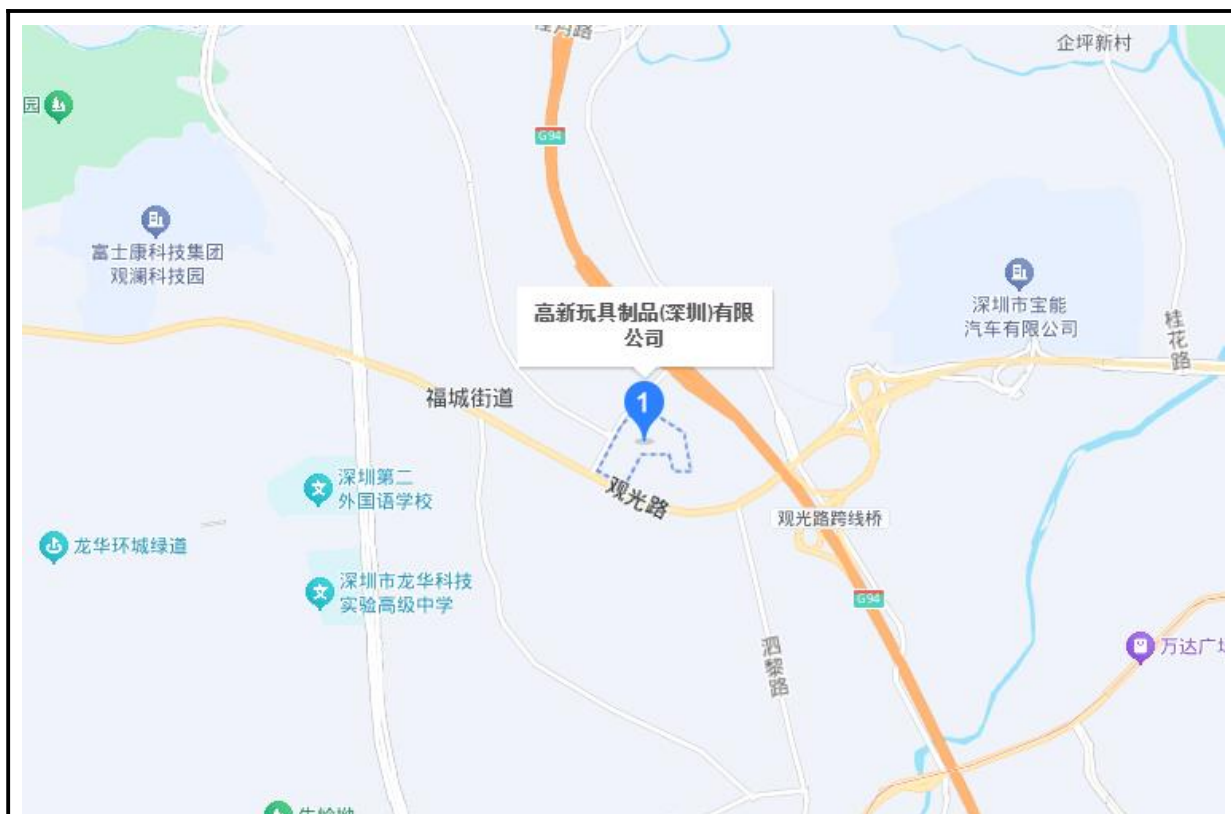 桂月路
企坪新村
园
G94
富士康科技集团
观澜科技园
高新玩具制品(深圳)有限
公司
深圳市宝能
汽车有限公司
桂花路
1
福城街道
深圳第二
外国语学校
观光路
观光路跨线桥
龙华环城绿道
深圳市龙华科技
实验高级中学
G94
泗黎路
万达广场